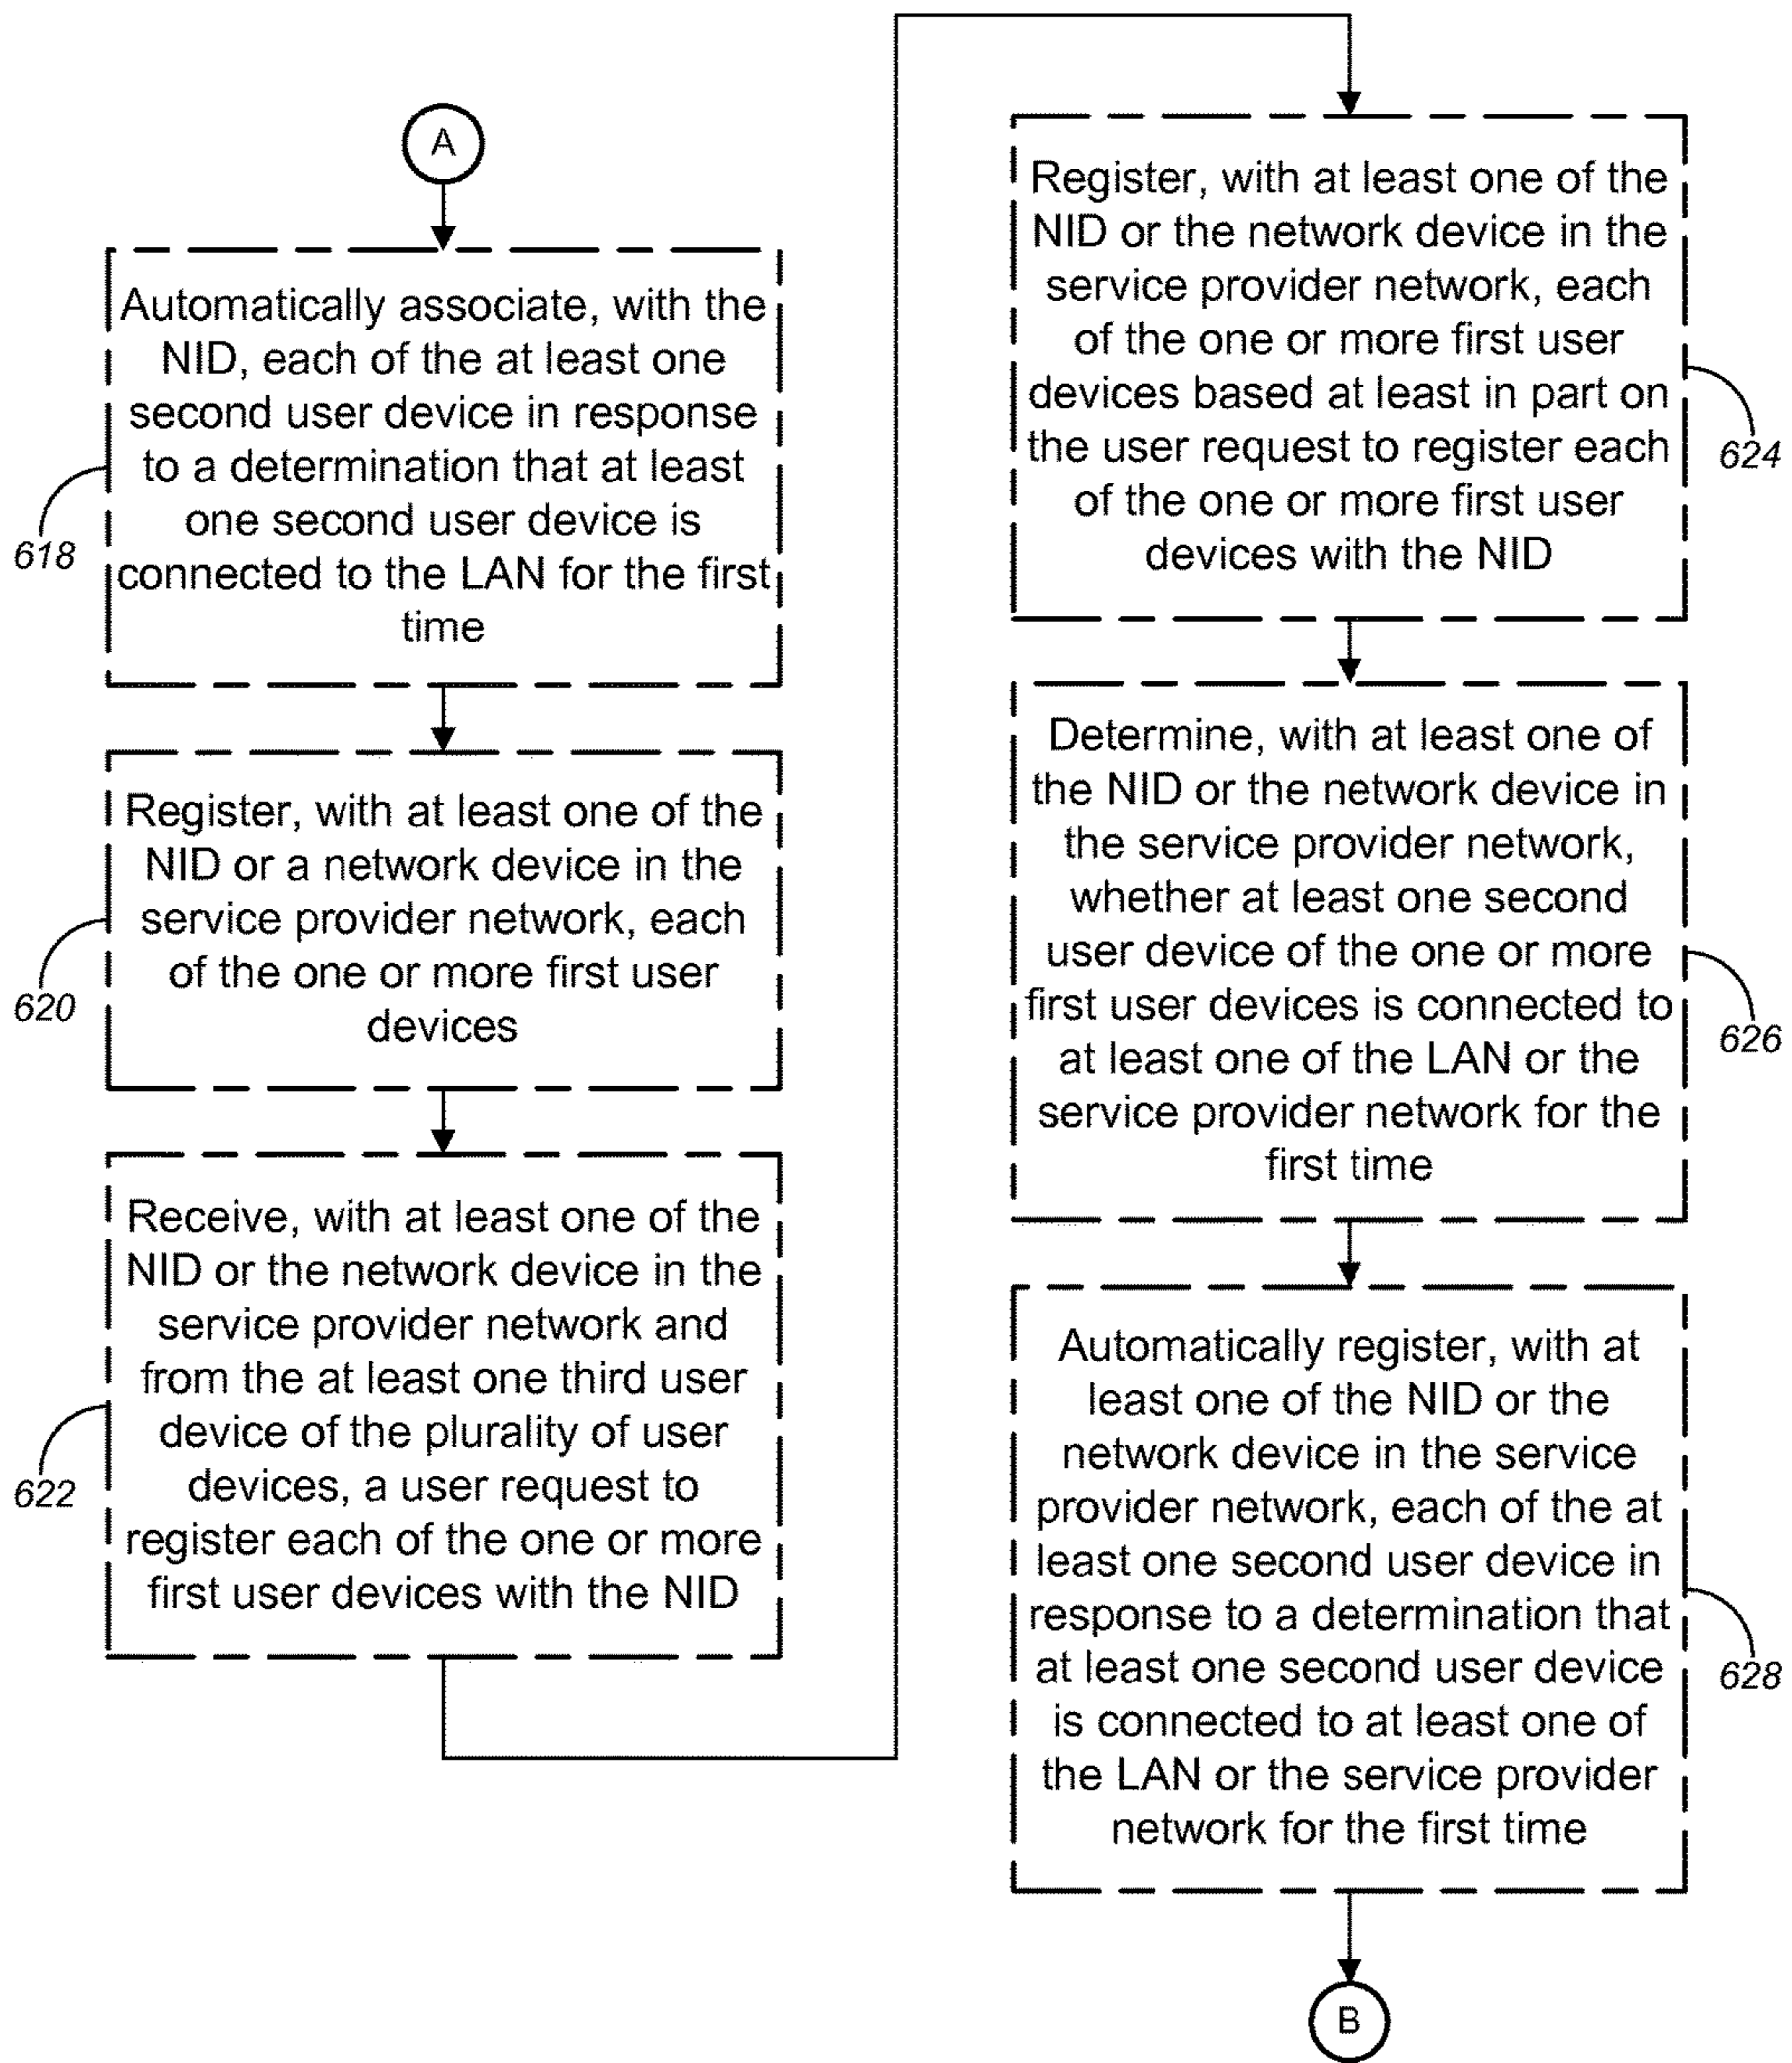 A
Automatically associate, with the
NID, each of the at least one
second user device in response
to a determination that at least
one second user device is
connected to the LAN for the first
time
618
Register, with at least one of the
NID or a network device in the
service provider network, each
of the one or more first user
devices
620
Receive, with at least one of the
NID or the network device in the
service provider network and
from the at least one third user
device of the plurality of user
devices, a user request to
register each of the one or more
first user devices with the NID
622
Register, with at least one of the
NID or the network device in the
service provider network, each
of the one or more first user
devices based at least in part on
the user request to register each
of the one or more first user
devices with the NID
624
Determine, with at least one of
the NID or the network device in
the service provider network,
whether at least one second
user device of the one or more
first user devices is connected to
at least one of the LAN or the
service provider network for the
first time
626
Automatically register, with at
least one of the NID or the
network device in the service
provider network, each of the at
least one second user device in
response to a determination that
at least one second user device
is connected to at least one of
the LAN or the service provider
network for the first time
628
B